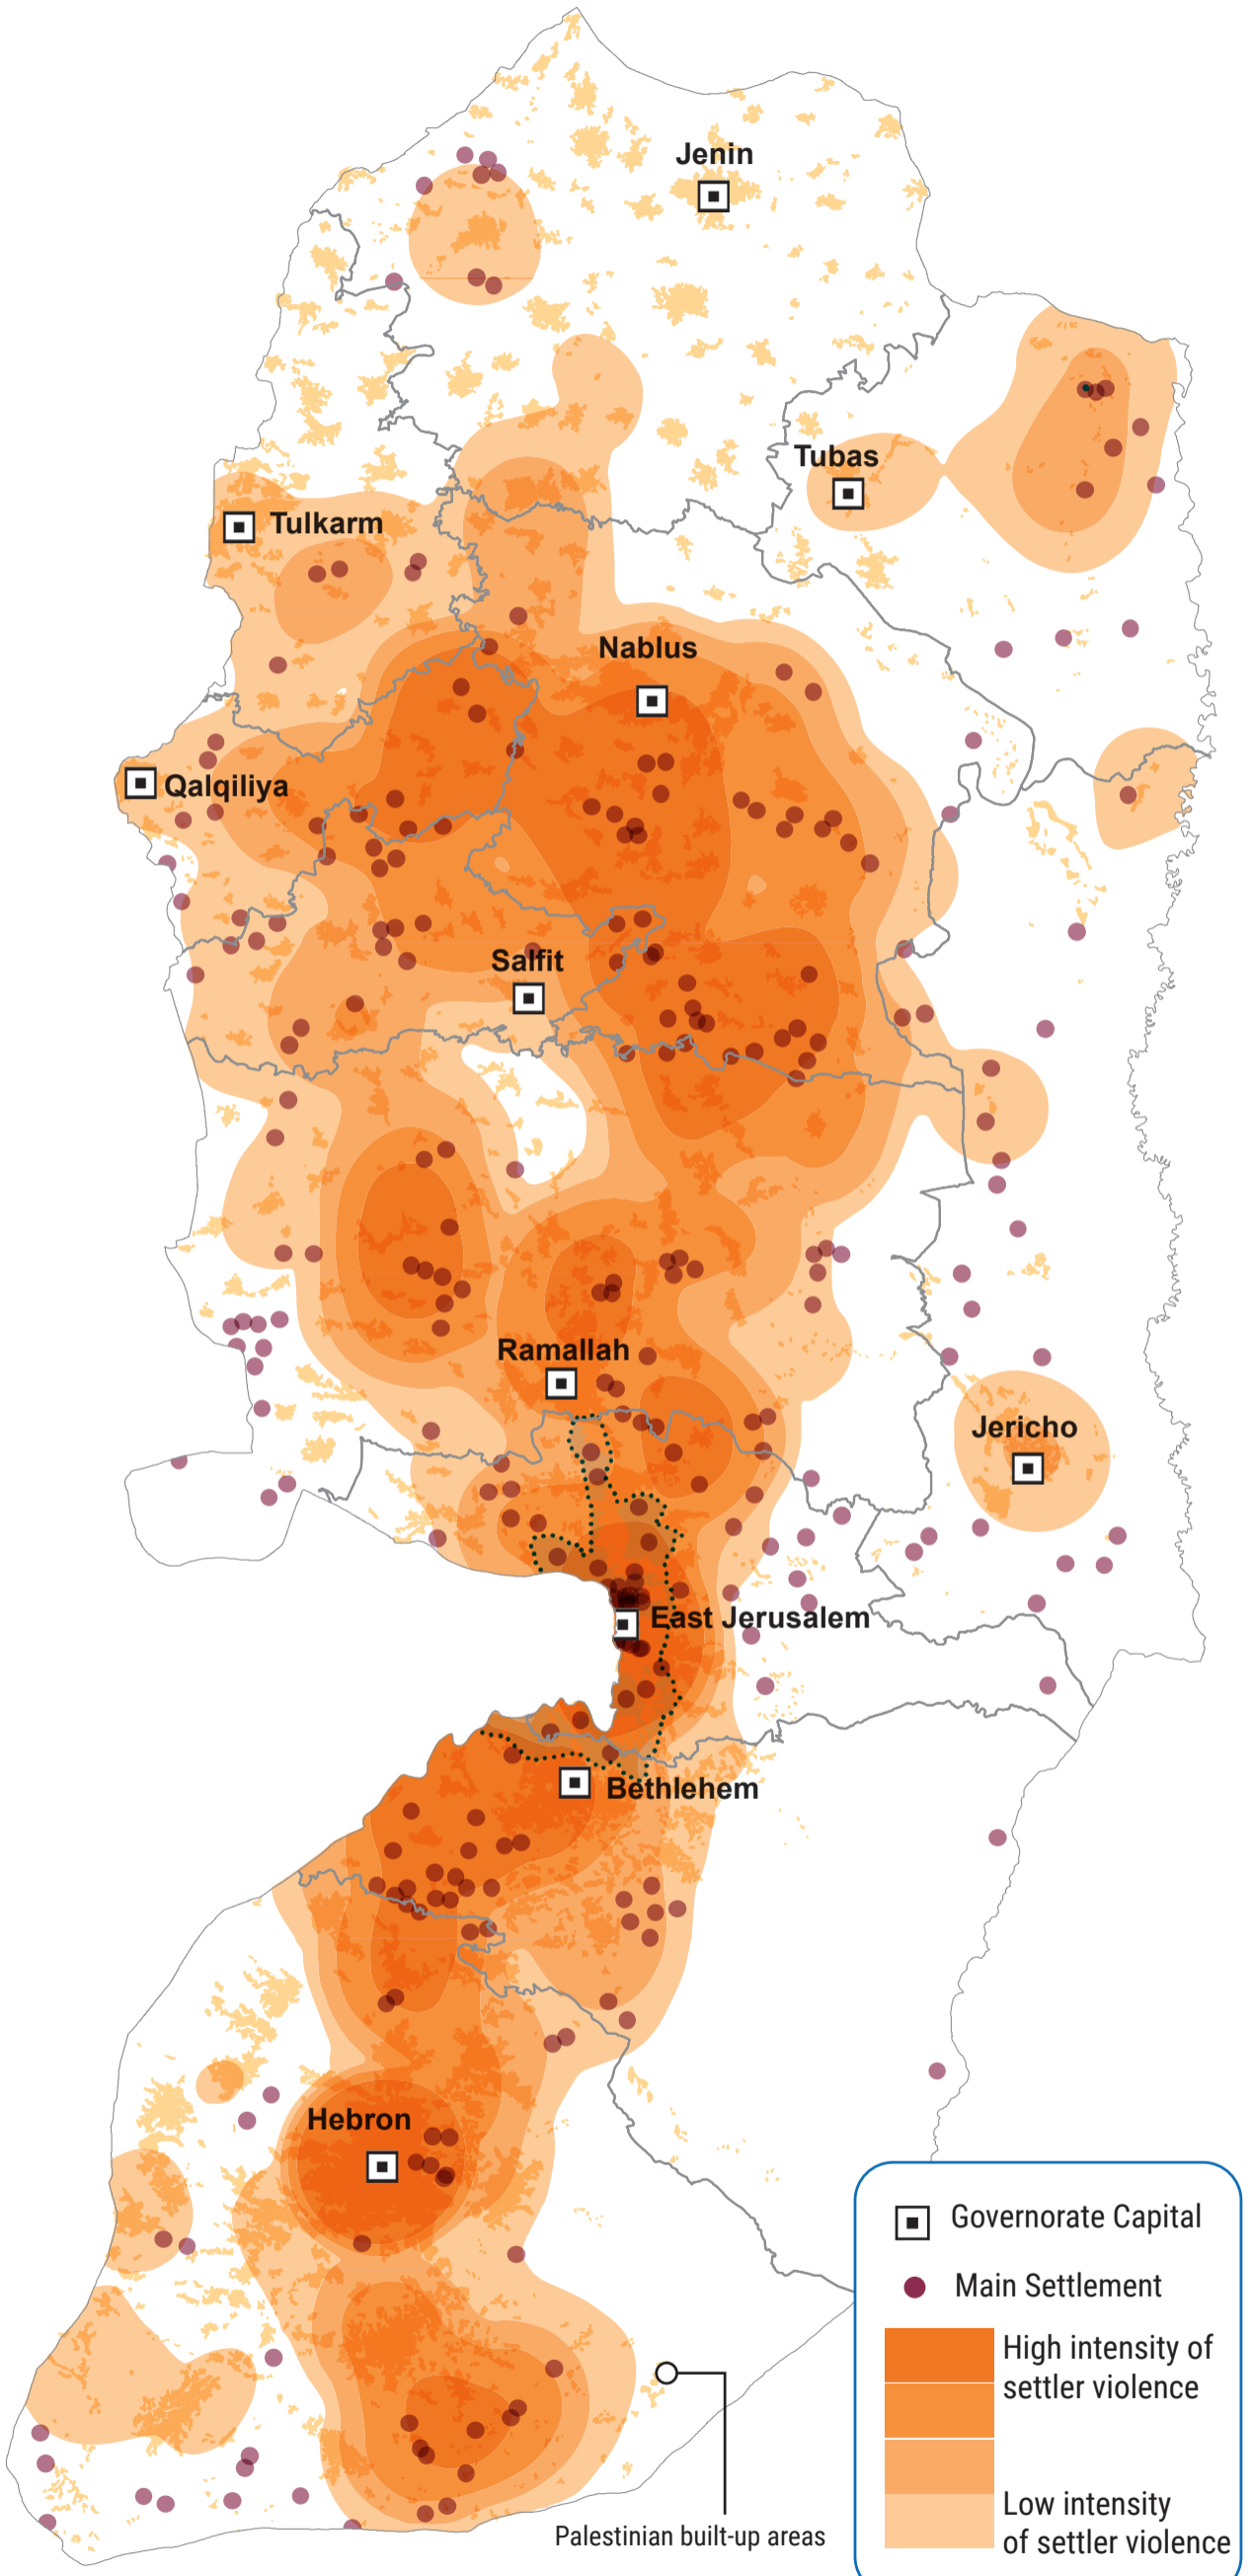 Jenin
Tubas
Tulkarm
Nablus
Qalqiliya
Salfit
Ramallah
Jericho
East Jerusalem
Bethlehem
Hebron
Governorate Capital
Main Settlement
High intensity of
settler violence
Low intensity
of settler violence
Palestinian built-up areas